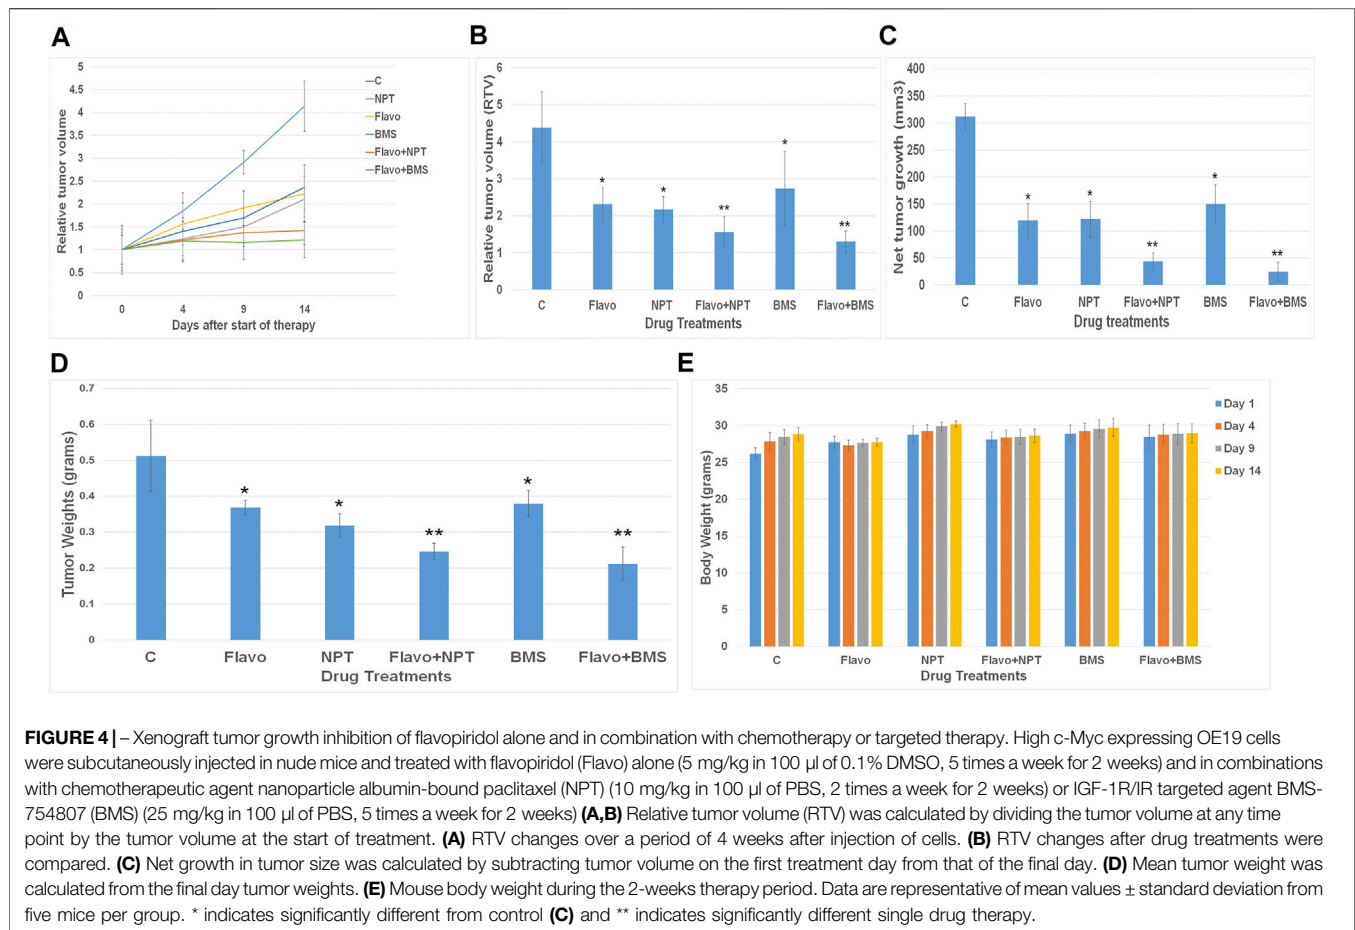 A
5
4.5
4
3.5
3
2.5
2
1.5
1
0.5
0
Relative tumor volume
0 4 9 14
Days after start of therapy
C
NPT
Flavo
BMS
Flavo+NPT
Flavo+BMS
B
6
5
4
3
2
1
0
Relative tumor volume (RTV)
* * ** * **
C Flavo NPT Flavo+NPT BMS Flavo+BMS
Drug Treatments
C
400
350
300
250
200
150
100
50
0
Net tumor growth (mm3)
* * ** * **
C Flavo NPT Flavo+NPT BMS Flavo+BMS
Drug treatments
D
0.7
0.6
0.5
0.4
0.3
0.2
0.1
0
Tumor Weights (grams)
* * ** * **
C Flavo NPT Flavo+NPT BMS Flavo+BMS
Drug Treatments
E
35
30
25
20
15
10
5
0
Body Weight (grams)
C Flavo NPT Flavo+NPT BMS Flavo+BMS
Drug Treatments
Day 1
Day 4
Day 9
Day 14
FIGURE 4 | – Xenograft tumor growth inhibition of flavopiridol alone and in combination with chemotherapy or targeted therapy. High c-Myc expressing OE19 cells
were subcutaneously injected in nude mice and treated with flavopiridol (Flavo) alone (5 mg/kg in 100 µl of 0.1% DMSO, 5 times a week for 2 weeks) and in combinations
with chemotherapeutic agent nanoparticle albumin-bound paclitaxel (NPT) (10 mg/kg in 100 µl of PBS, 2 times a week for 2 weeks) or IGF-1R/IR targeted agent BMS-
754807 (BMS) (25 mg/kg in 100 µl of PBS, 5 times a week for 2 weeks) (A,B) Relative tumor volume (RTV) was calculated by dividing the tumor volume at any time
point by the tumor volume at the start of treatment. (A) RTV changes over a period of 4 weeks after injection of cells. (B) RTV changes after drug treatments were
compared. (C) Net growth in tumor size was calculated by subtracting tumor volume on the first treatment day from that of the final day. (D) Mean tumor weight was
calculated from the final day tumor weights. (E) Mouse body weight during the 2-weeks therapy period. Data are representative of mean values ± standard deviation from
five mice per group. * indicates significantly different from control (C) and ** indicates significantly different single drug therapy.